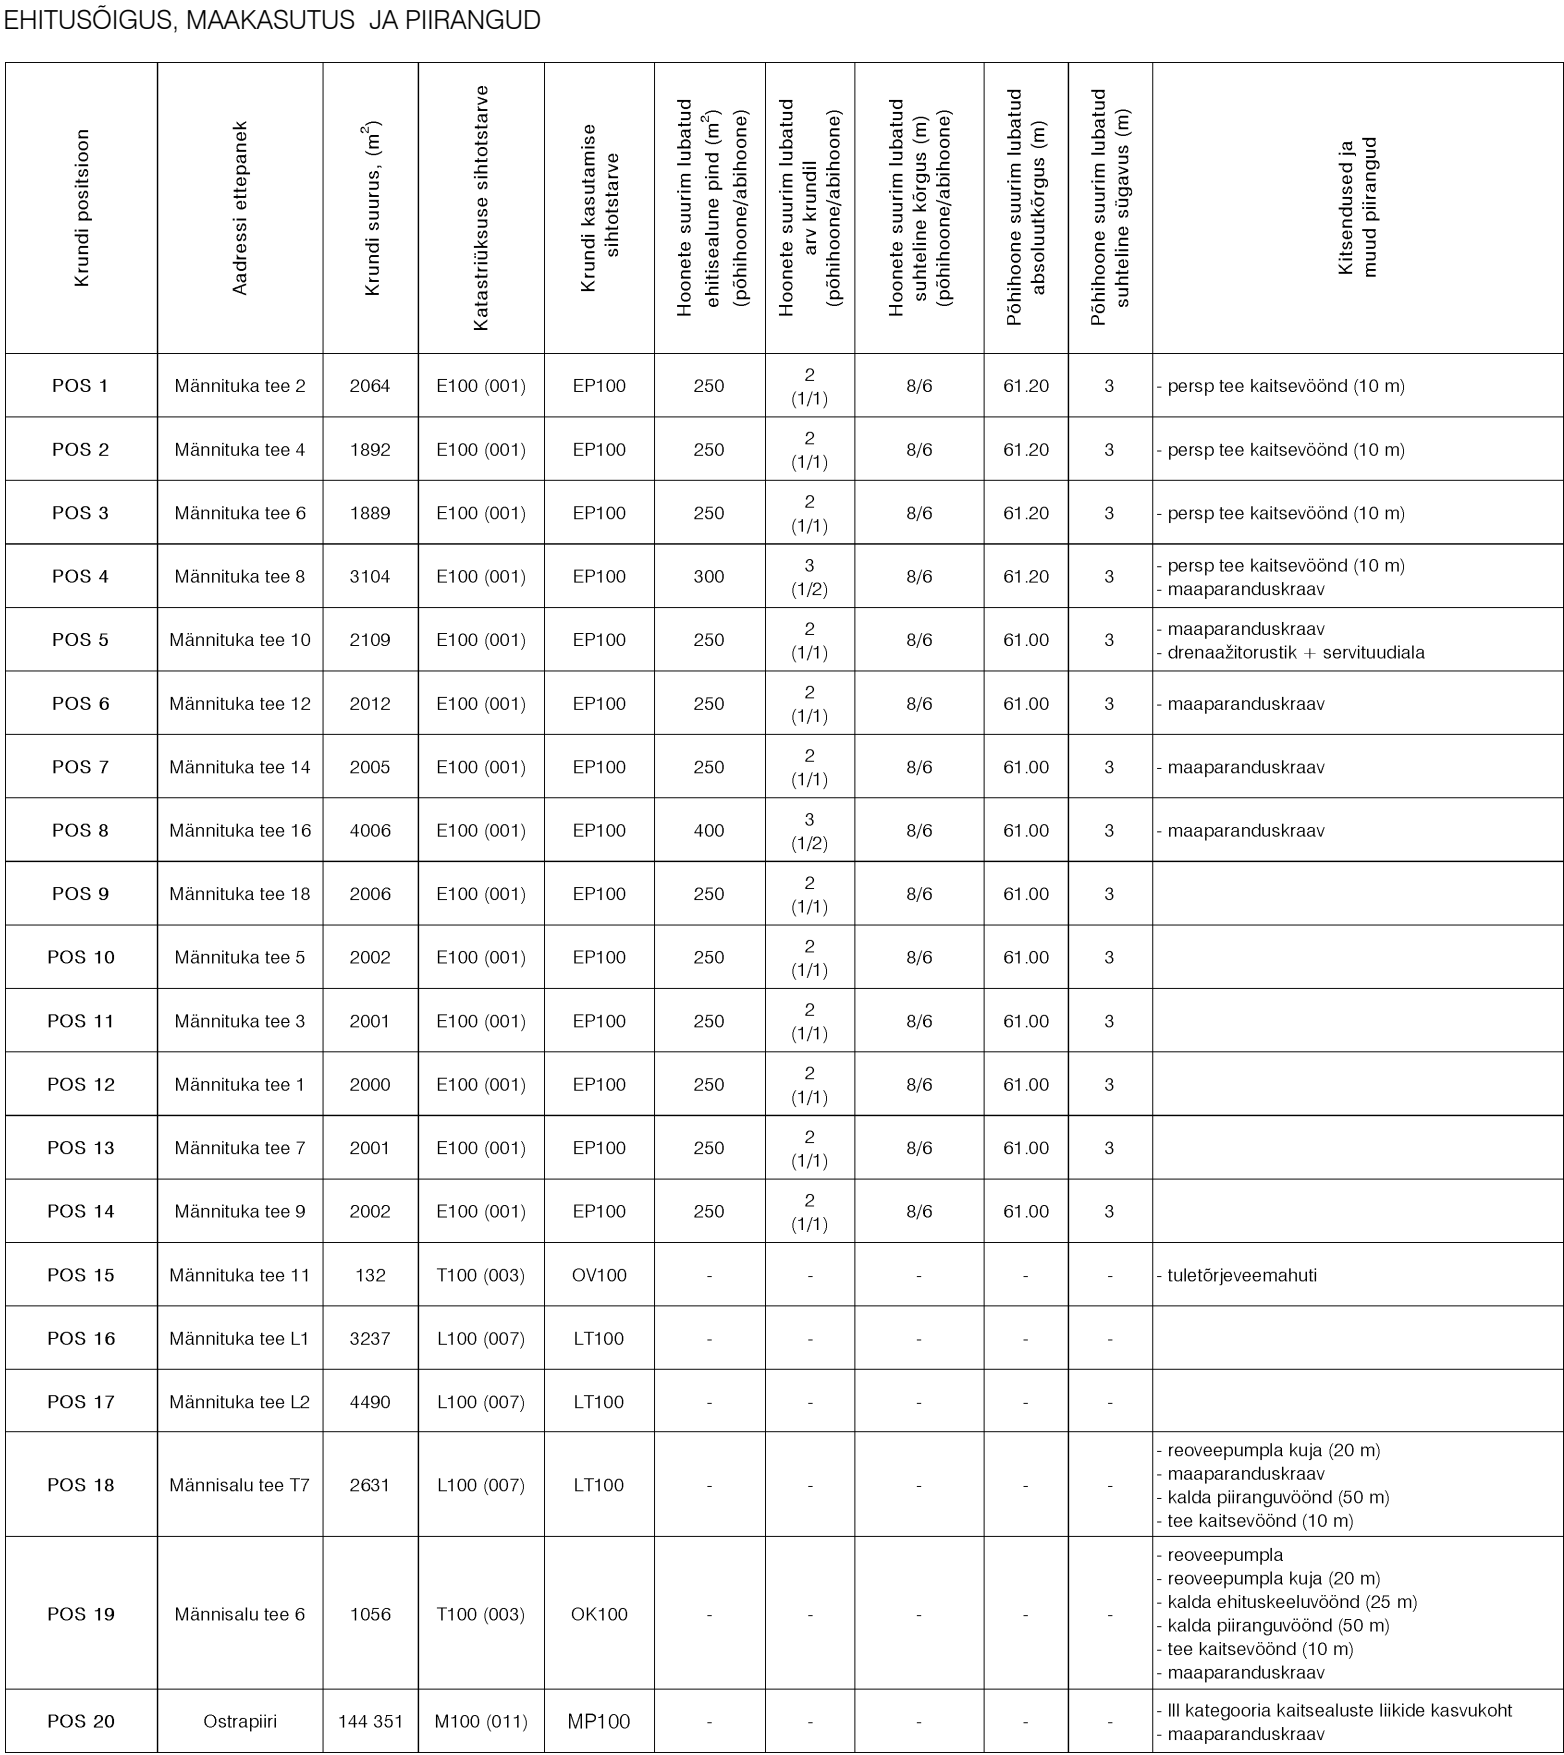 EHITUSÕIGUS, MAAKASUTUS JA PIIRANGUD
Krundi positsioon
Aadressi ettepanek
Krundi suurus, (m²)
Katastriüksuse sihtotstarve
Krundi kasutamise
sihtotstarve
Hoonete suurim lubatud
ehitisealune pind (m²)
(põhihoone/abihoone)
Hoonete suurim lubatud
arv krundil
(põhihoone/abihoone)
Hoonete suurim lubatud
suhteline kõrgus (m)
(põhihoone/abihoone)
Põhihoone suurim lubatud
absoluutkõrgus (m)
Põhihoone suurim lubatud
suhteline sügavus (m)
Kitsendused ja
muud piirangud
POS 1 Männituka tee 2 2064 E100 (001) EP100 250 2 (1/1) 8/6 61.20 3 - persp tee kaitsevöönd (10 m)
POS 2 Männituka tee 4 1892 E100 (001) EP100 250 2 (1/1) 8/6 61.20 3 - persp tee kaitsevöönd (10 m)
POS 3 Männituka tee 6 1889 E100 (001) EP100 250 2 (1/1) 8/6 61.20 3 - persp tee kaitsevöönd (10 m)
POS 4 Männituka tee 8 3104 E100 (001) EP100 300 3 (1/2) 8/6 61.20 3 - persp tee kaitsevöönd (10 m)
- maaparanduskraav
POS 5 Männituka tee 10 2109 E100 (001) EP100 250 2 (1/1) 8/6 61.00 3 - maaparanduskraav
- drenaažitorustik + servituudiala
POS 6 Männituka tee 12 2012 E100 (001) EP100 250 2 (1/1) 8/6 61.00 3 - maaparanduskraav
POS 7 Männituka tee 14 2005 E100 (001) EP100 250 2 (1/1) 8/6 61.00 3 - maaparanduskraav
POS 8 Männituka tee 16 4006 E100 (001) EP100 400 3 (1/2) 8/6 61.00 3 - maaparanduskraav
POS 9 Männituka tee 18 2006 E100 (001) EP100 250 2 (1/1) 8/6 61.00 3
POS 10 Männituka tee 5 2002 E100 (001) EP100 250 2 (1/1) 8/6 61.00 3
POS 11 Männituka tee 3 2001 E100 (001) EP100 250 2 (1/1) 8/6 61.00 3
POS 12 Männituka tee 1 2000 E100 (001) EP100 250 2 (1/1) 8/6 61.00 3
POS 13 Männituka tee 7 2001 E100 (001) EP100 250 2 (1/1) 8/6 61.00 3
POS 14 Männituka tee 9 2002 E100 (001) EP100 250 2 (1/1) 8/6 61.00 3
POS 15 Männituka tee 11 132 T100 (003) OV100 - - - - - - tuletõrjeveemahuti
POS 16 Männituka tee L1 3237 L100 (007) LT100 - - - - -
POS 17 Männituka tee L2 4490 L100 (007) LT100 - - - - -
POS 18 Männisalu tee T7 2631 L100 (007) LT100 - - - - - - reoveepumpla kuja (20 m)
- maaparanduskraav
- kalda piiranguvöönd (50 m)
- tee kaitsevöönd (10 m)
POS 19 Männisalu tee 6 1056 T100 (003) OK100 - - - - - - reoveepumpla
- reoveepumpla kuja (20 m)
- kalda ehituskeeluvöönd (25 m)
- kalda piiranguvöönd (50 m)
- tee kaitsevöönd (10 m)
- maaparanduskraav
POS 20 Ostrapiiri 144 351 M100 (011) MP100 - - - - - - III kategooria kaitsealuste liikide kasvukoht
- maaparanduskraav